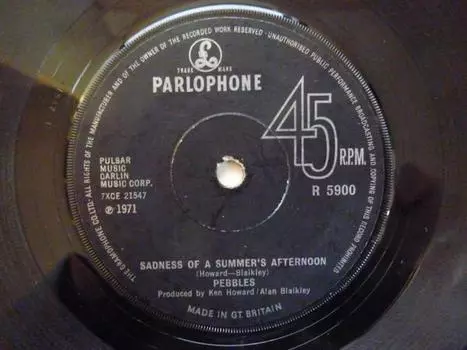 THE GRAMOPHONE CO.LTD. ALL RIGHTS OF THE MANUFACTURER AND OF THE OWNER OF THE RECORDED WORK RESERVED · UNAUTHORISED PUBLIC PERFORMANCE BROADCASTING AND COPYING OF THIS RECORD PROHIBITED
£
TRADE MARK
PARLOPHONE
45 R.P.M.
PULSAR
MUSIC
DARLIN
MUSIC CORP.
7XCE 21547
℗ 1971
R 5900
SADNESS OF A SUMMER'S AFTERNOON
(Howard—Blaikley)
PEBBLES
Produced by Ken Howard/Alan Blaikley
MADE IN GT. BRITAIN